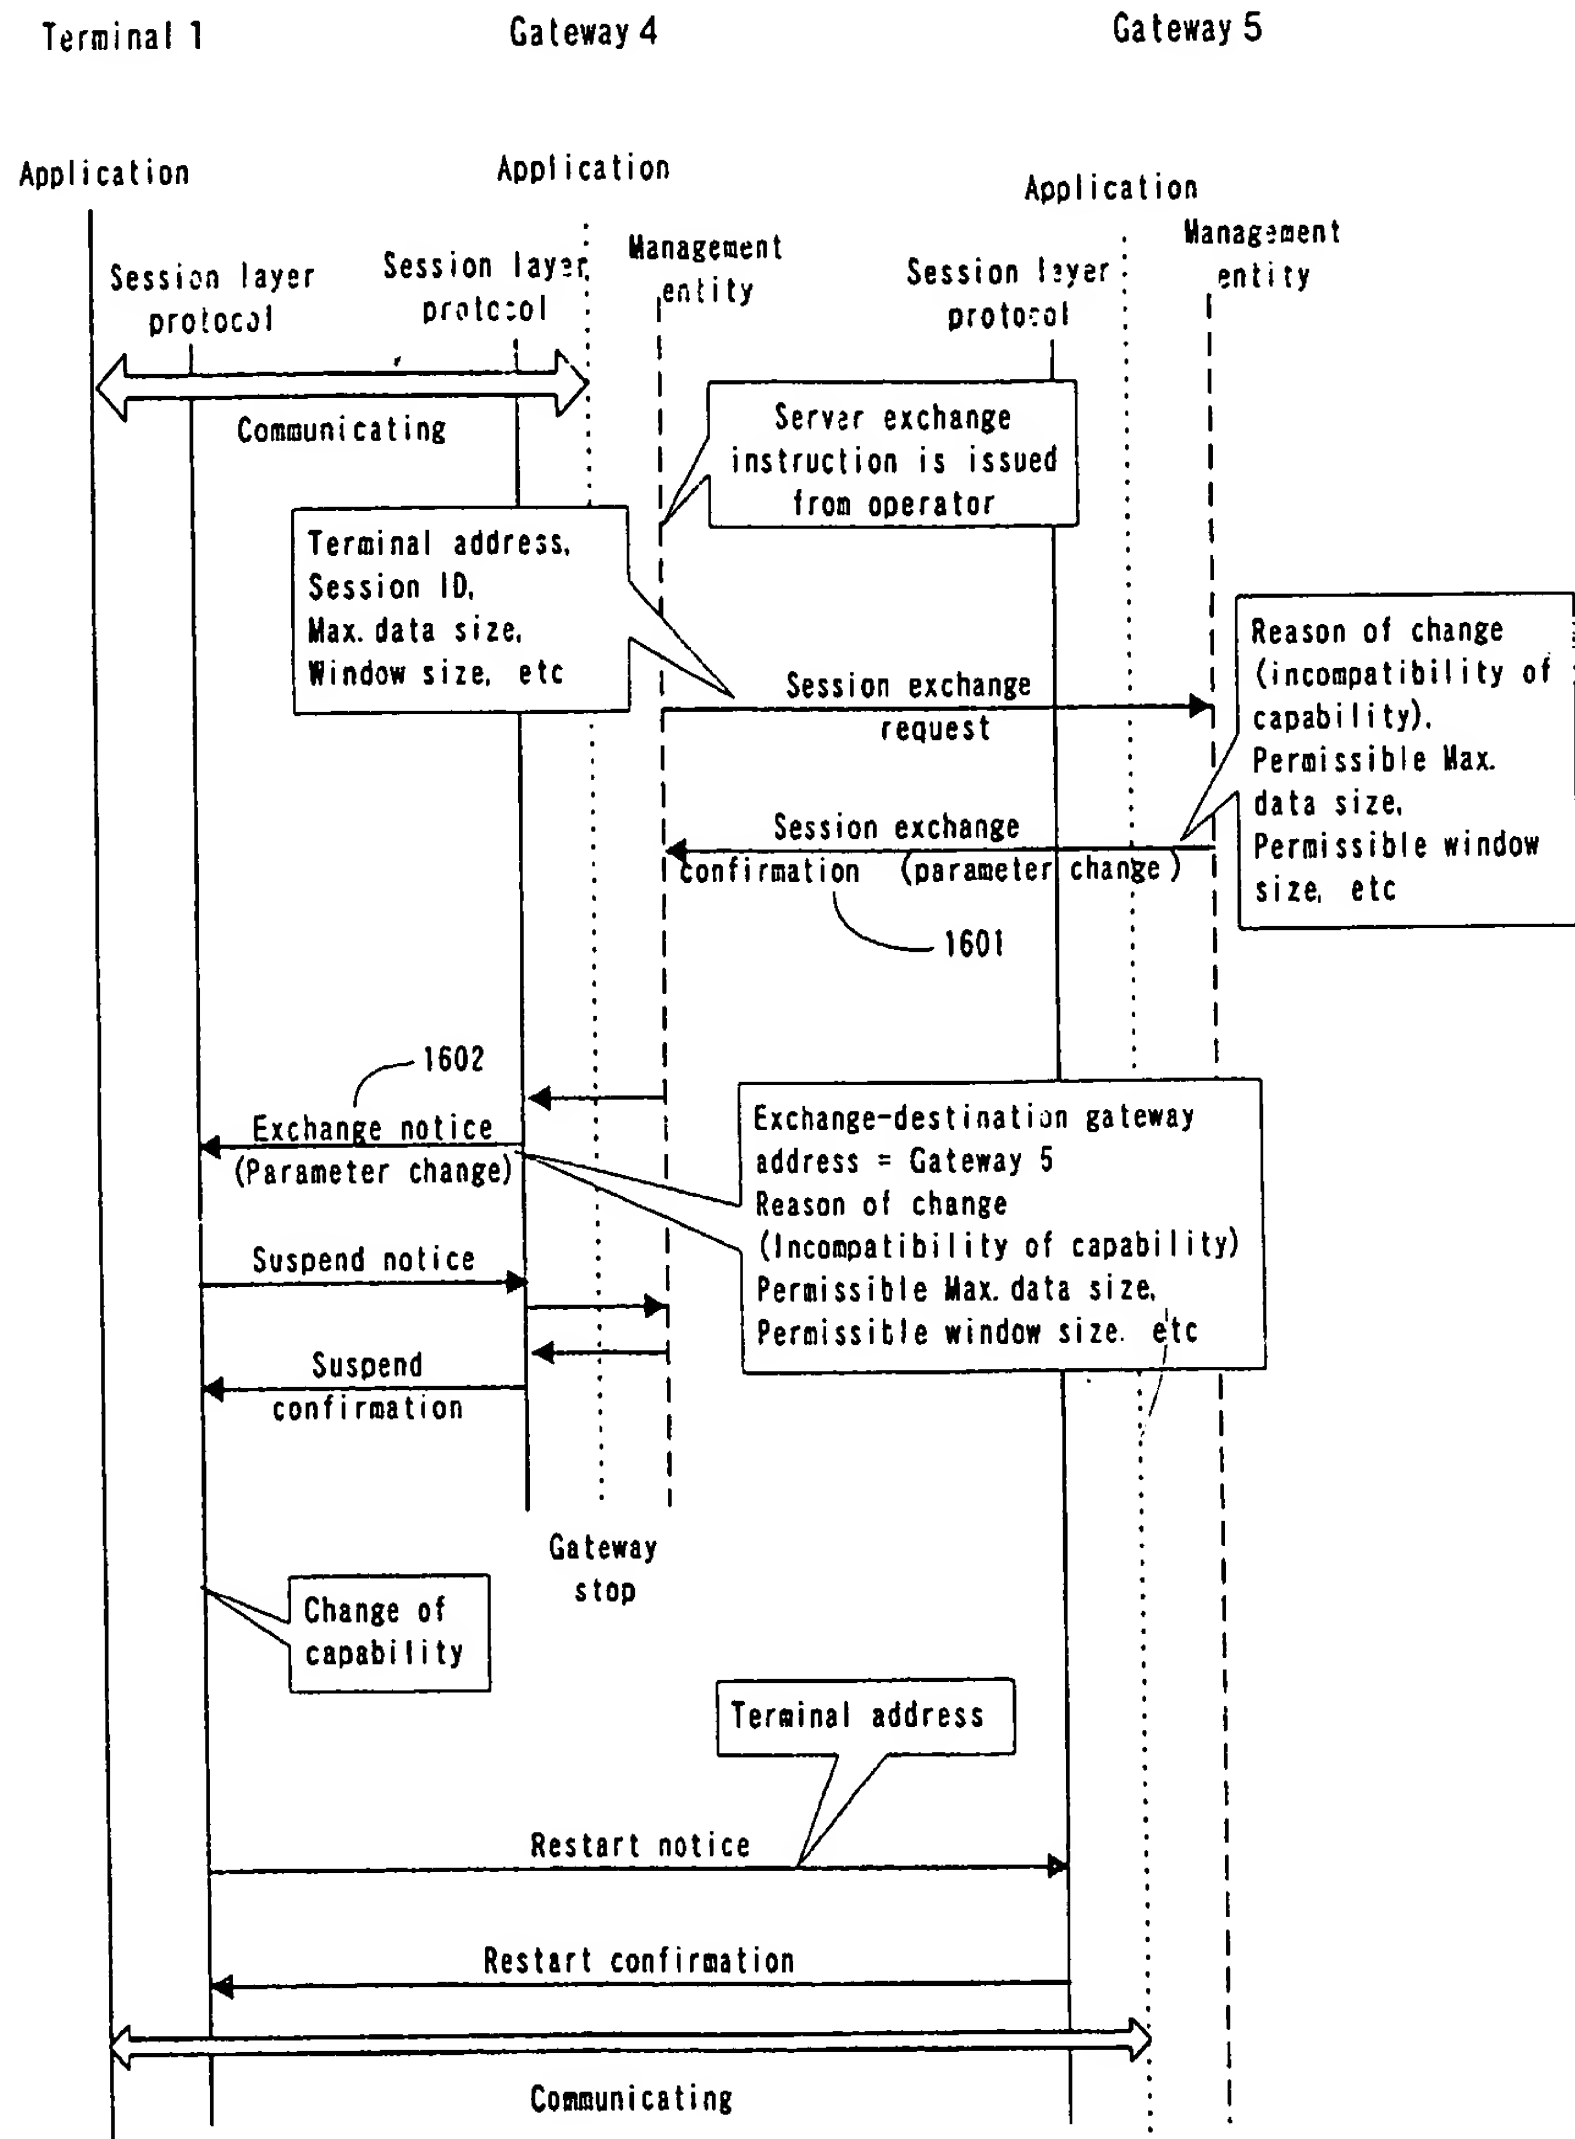 Terminal 1
Gateway 4
Gateway 5
Application
Application
Application
Session layer
protocol
Session layer
protocol
Management
entity
Session layer
protocol
Management
entity
Communicating
Server exchange
instruction is issued
from operator
Terminal address,
Session ID,
Max. data size,
Window size, etc
Session exchange
request
Reason of change
(incompatibility of
capability),
Permissible Max.
data size,
Permissible window
size, etc
Session exchange
confirmation (parameter change)
1601
1602
Exchange notice
(Parameter change)
Exchange-destination gateway
address = Gateway 5
Reason of change
(Incompatibility of capability)
Permissible Max. data size,
Permissible window size. etc
Suspend notice
Suspend
confirmation
Gateway
stop
Change of
capability
Terminal address
Restart notice
Restart confirmation
Communicating